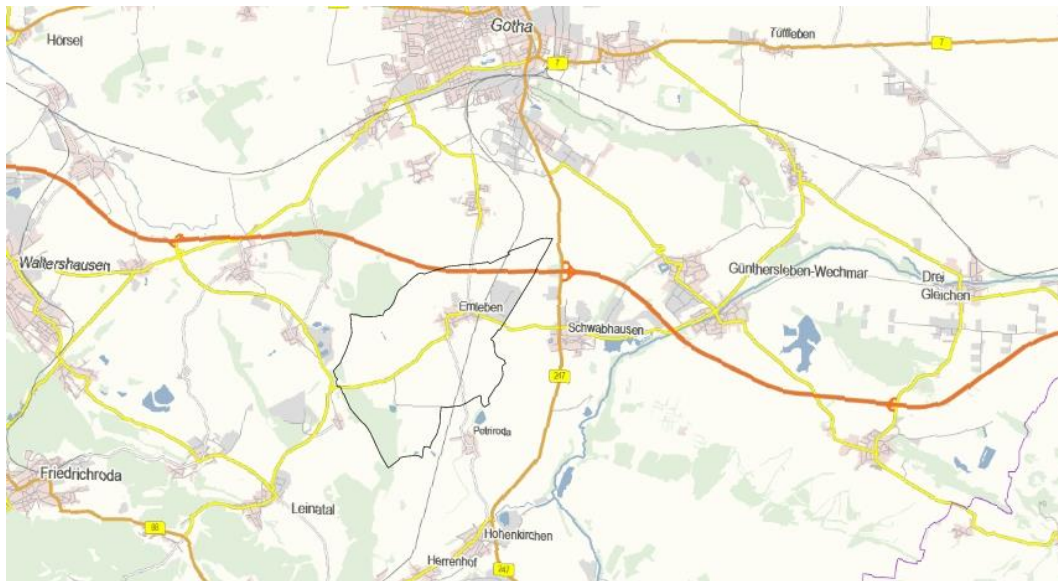 Gotha
Hörsel
Tüttleben
7
7
Waltershausen
Günthersleben-Wechmar
Drei
Gleichen
Emleben
Schwabhausen
247
Petriroda
Friedrichroda
Leinatal
88
Hohenkirchen
Herrenhof
247